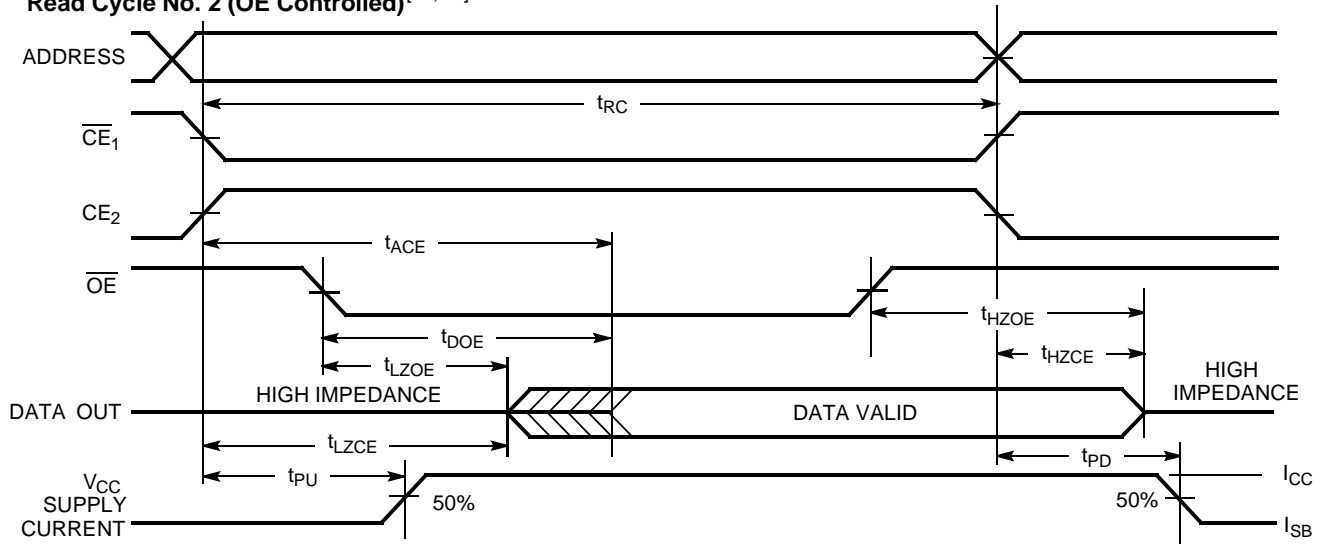 Read Cycle No. 2 (OE Controlled)
ADDRESS
tRC
CE1
CE2
tACE
OE
tHZOE
tDOE
tHZCE
tLZOE
HIGH IMPEDANCE
HIGH IMPEDANCE
DATA OUT
DATA VALID
tLZCE
tPU
tPD
VCC SUPPLY CURRENT
50%
50%
ICC
ISB